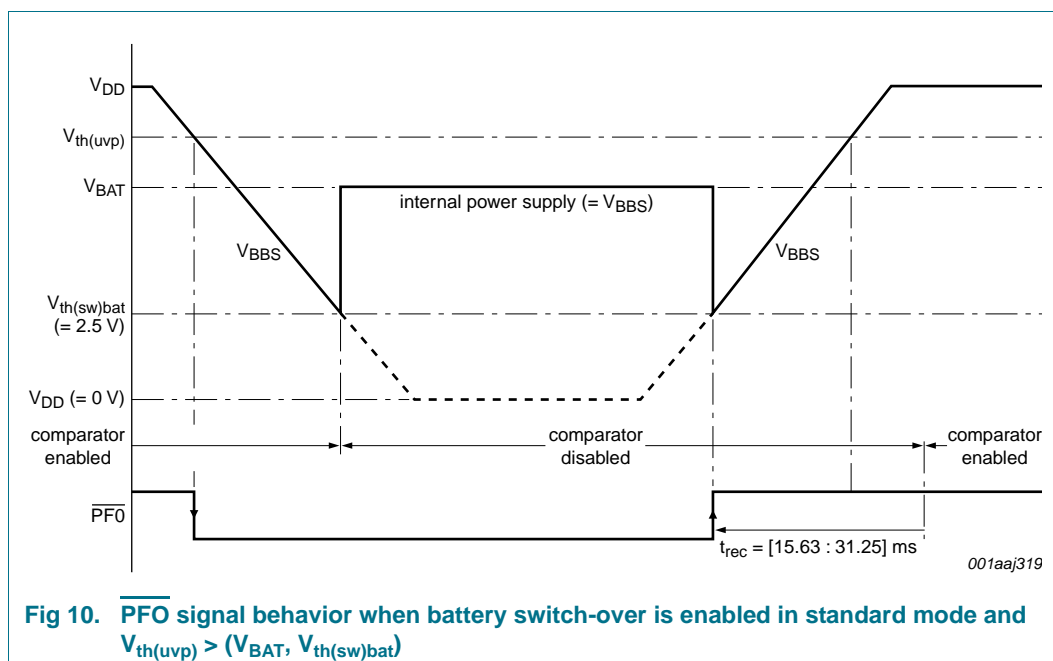 VDD
Vth(uvp)
VBAT
internal power supply (= VBBS)
VBBS
VBBS
Vth(sw)bat
(= 2.5 V)
VDD (= 0 V)
comparator
enabled
comparator
disabled
comparator
enabled
PF0
trec = [15.63 : 31.25] ms
001aaj319
Fig 10. PFO signal behavior when battery switch-over is enabled in standard mode and
Vth(uvp) > (VBAT, Vth(sw)bat)